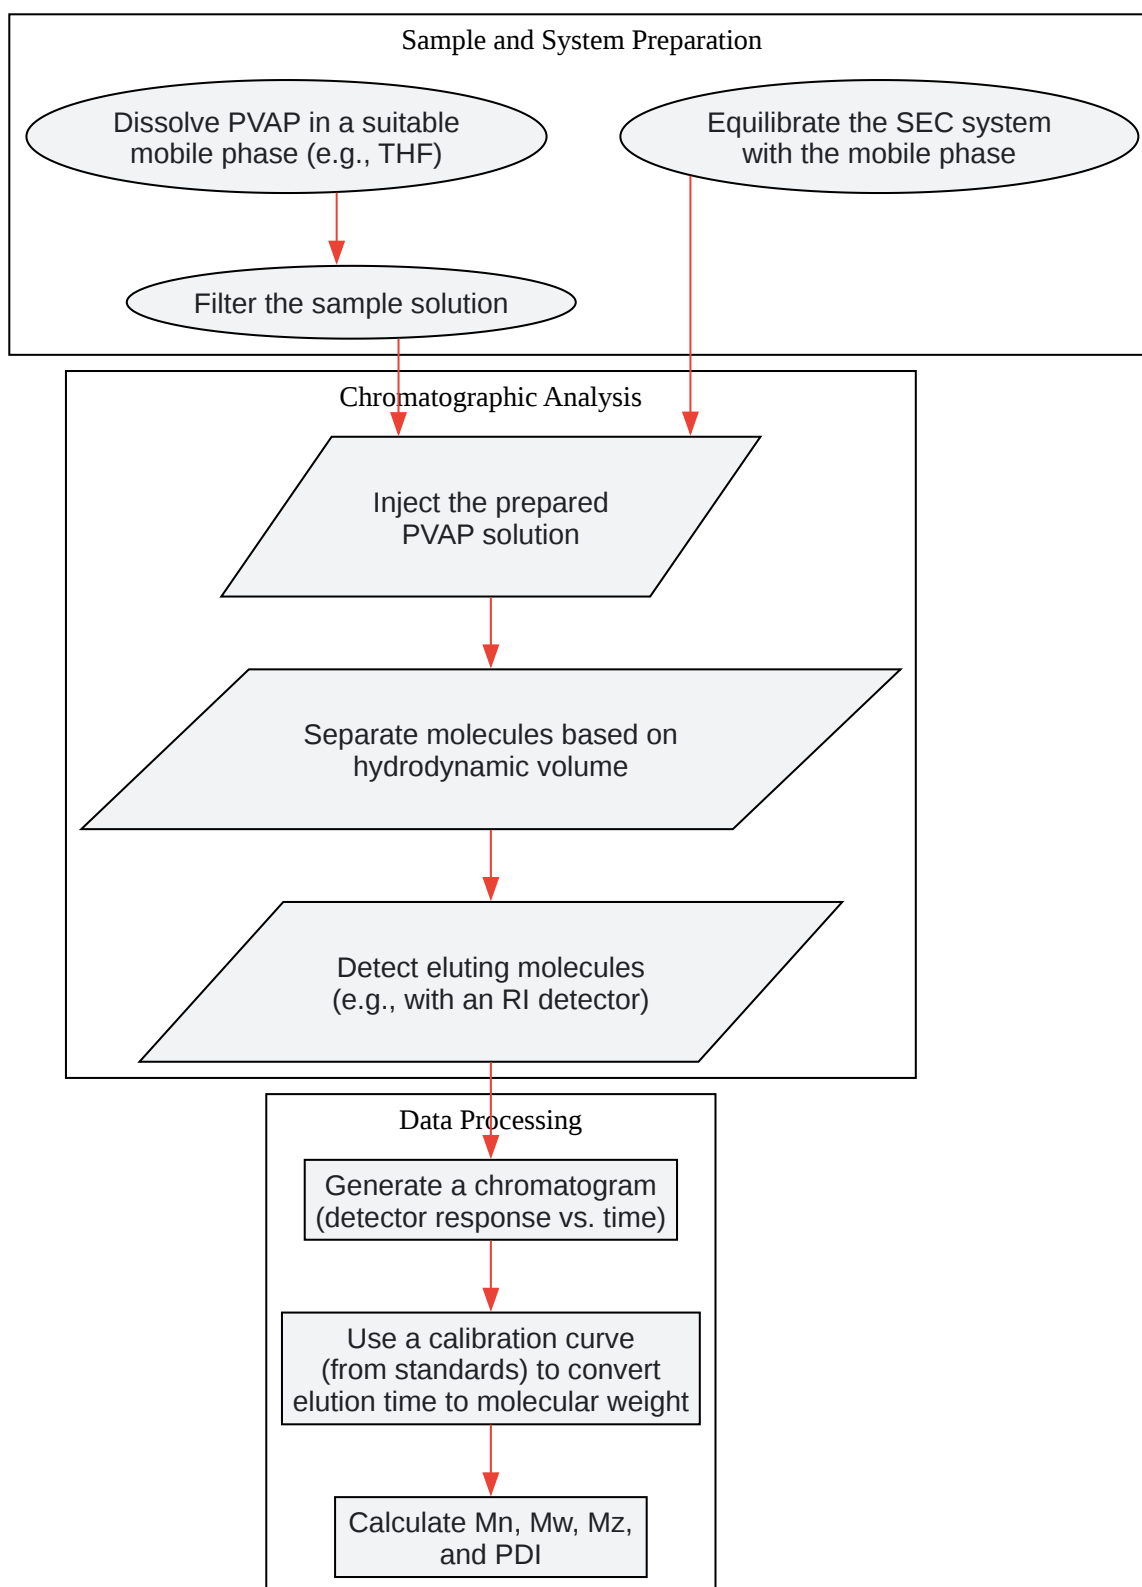 Sample and System Preparation
Dissolve PVAP in a suitable
mobile phase (e.g., THF)
Equilibrate the SEC system
with the mobile phase
Filter the sample solution
Chromatographic Analysis
Inject the prepared
PVAP solution
Separate molecules based on
hydrodynamic volume
Detect eluting molecules
(e.g., with an RI detector)
Data Processing
Generate a chromatogram
(detector response vs. time)
Use a calibration curve
(from standards) to convert
elution time to molecular weight
Calculate Mn, Mw, Mz,
and PDI